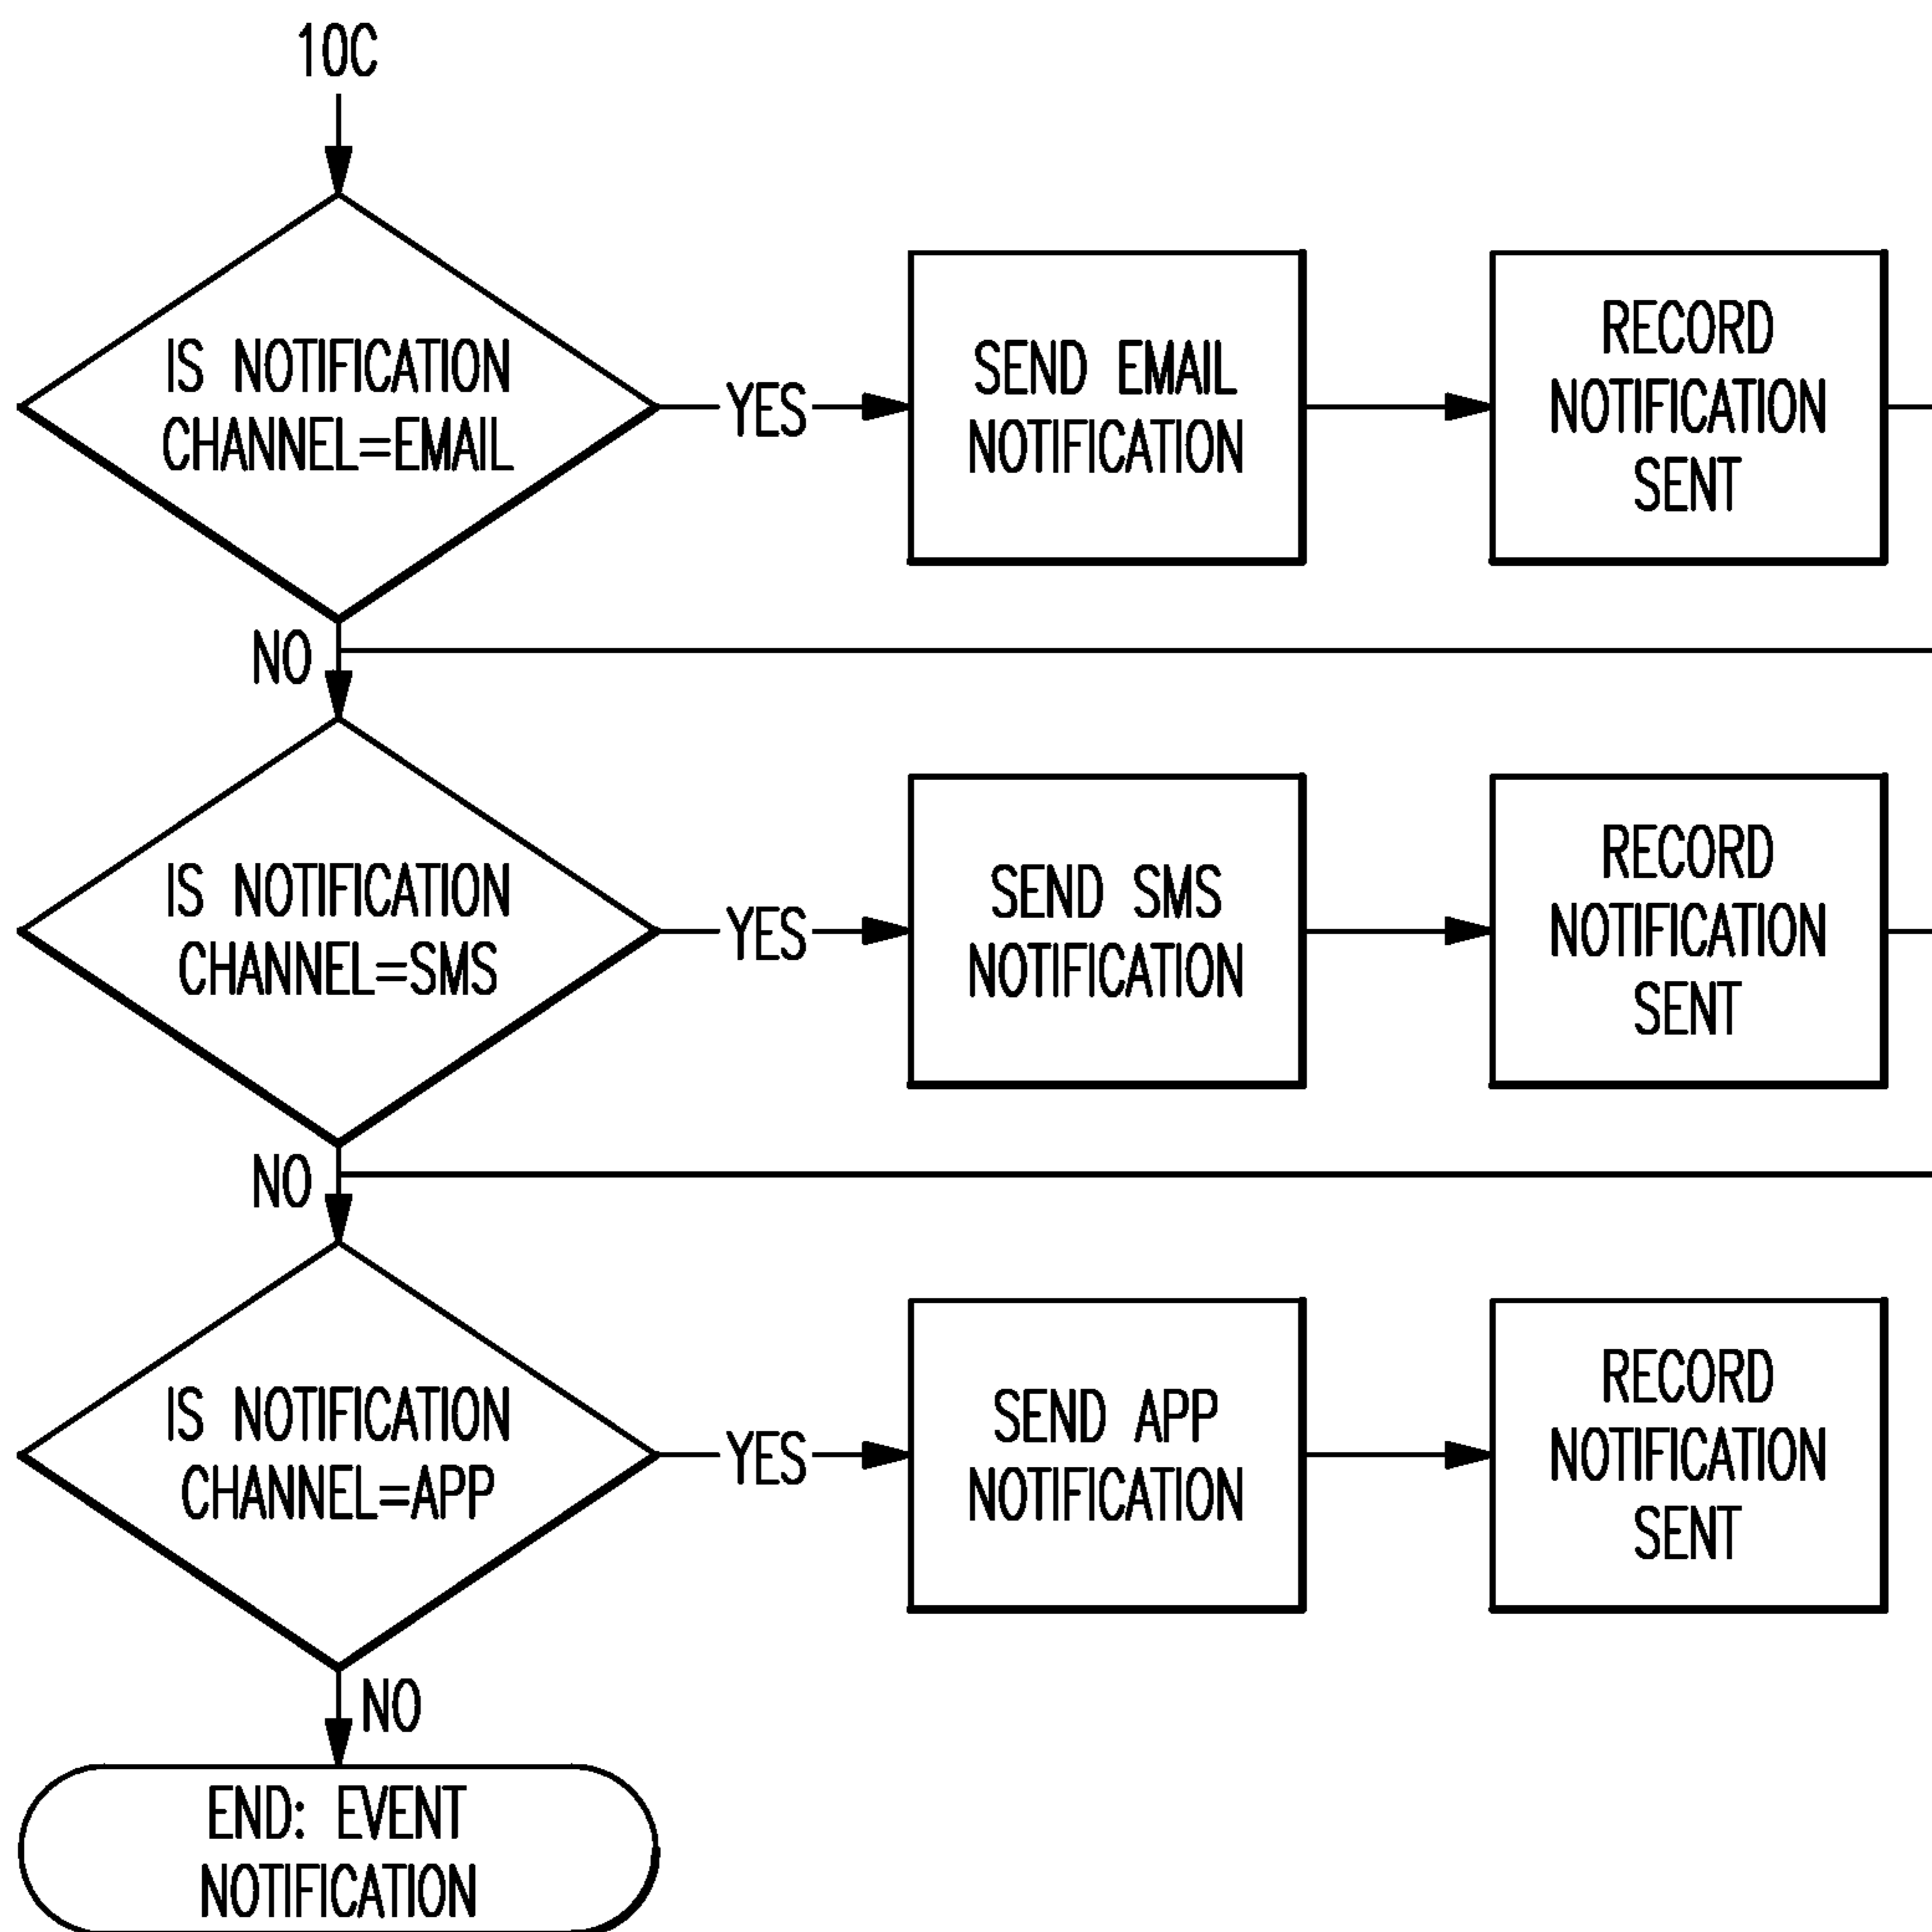 10C
IS NOTIFICATION
CHANNEL=EMAIL
YES
SEND EMAIL
NOTIFICATION
RECORD
NOTIFICATION
SENT
NO
IS NOTIFICATION
CHANNEL=SMS
YES
SEND SMS
NOTIFICATION
RECORD
NOTIFICATION
SENT
NO
IS NOTIFICATION
CHANNEL=APP
YES
SEND APP
NOTIFICATION
RECORD
NOTIFICATION
SENT
NO
END: EVENT
NOTIFICATION